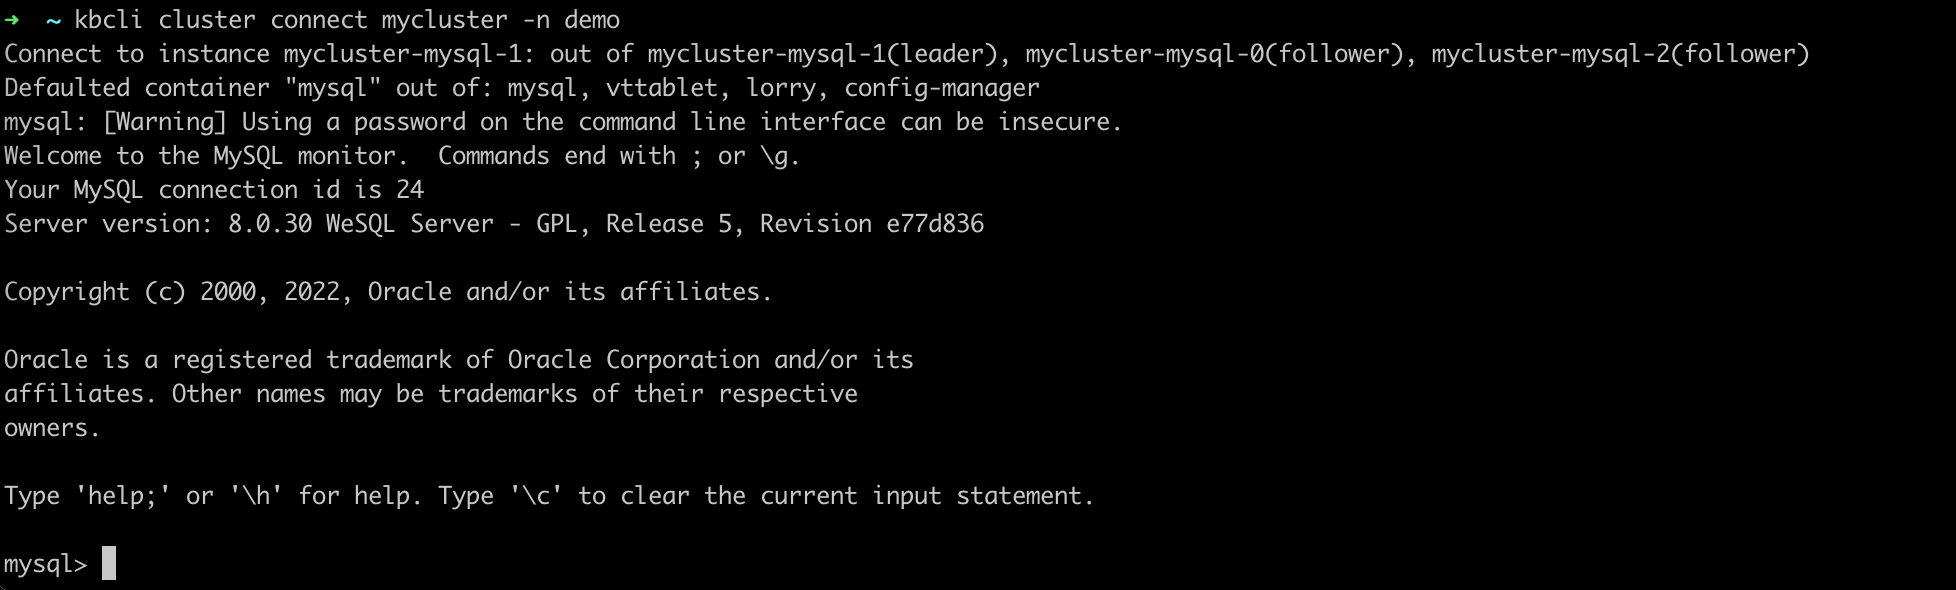 ➜  ~ kbcli cluster connect mycluster -n demo
Connect to instance mycluster-mysql-1: out of mycluster-mysql-1(leader), mycluster-mysql-0(follower), mycluster-mysql-2(follower)
Defaulted container "mysql" out of: mysql, vttablet, lorry, config-manager
mysql: [Warning] Using a password on the command line interface can be insecure.
Welcome to the MySQL monitor.  Commands end with ; or \g.
Your MySQL connection id is 24
Server version: 8.0.30 WeSQL Server - GPL, Release 5, Revision e77d836
Copyright (c) 2000, 2022, Oracle and/or its affiliates.
Oracle is a registered trademark of Oracle Corporation and/or its
affiliates. Other names may be trademarks of their respective
owners.
Type 'help;' or '\h' for help. Type '\c' to clear the current input statement.
mysql>